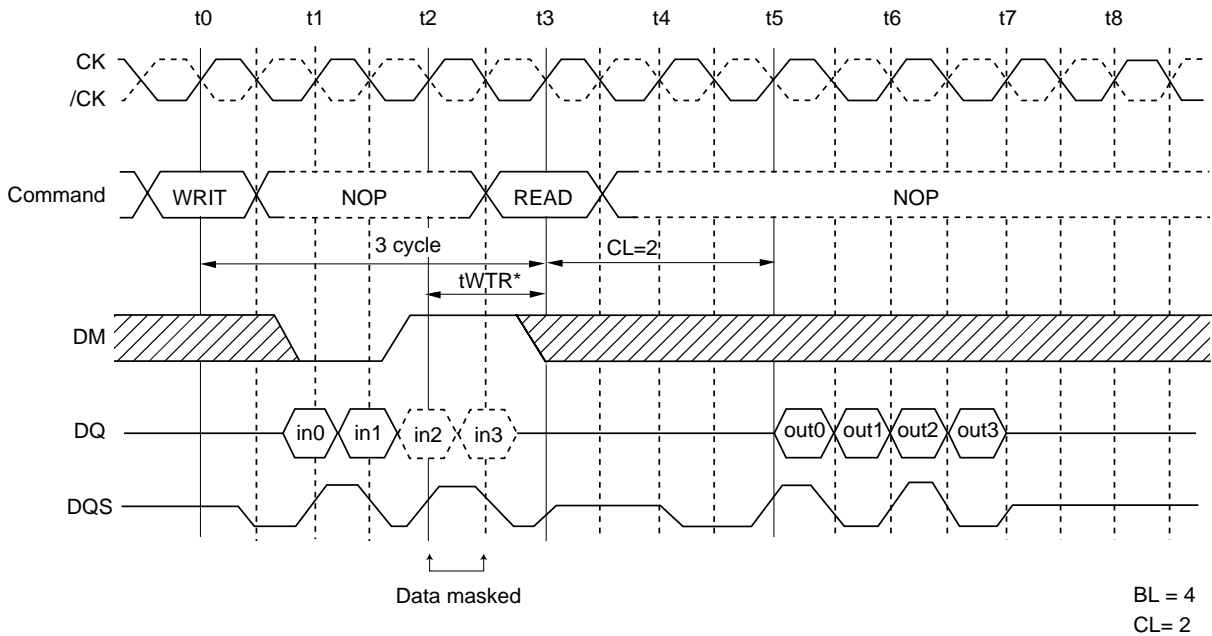 t0 t1 t2 t3 t4 t5 t6 t7 t8
CK
/CK
Command WRIT NOP READ NOP
3 cycle CL=2
tWTR*
DM
DQ in0 in1 in2 in3 out0 out1 out2 out3
DQS
Data masked
BL = 4
CL= 2